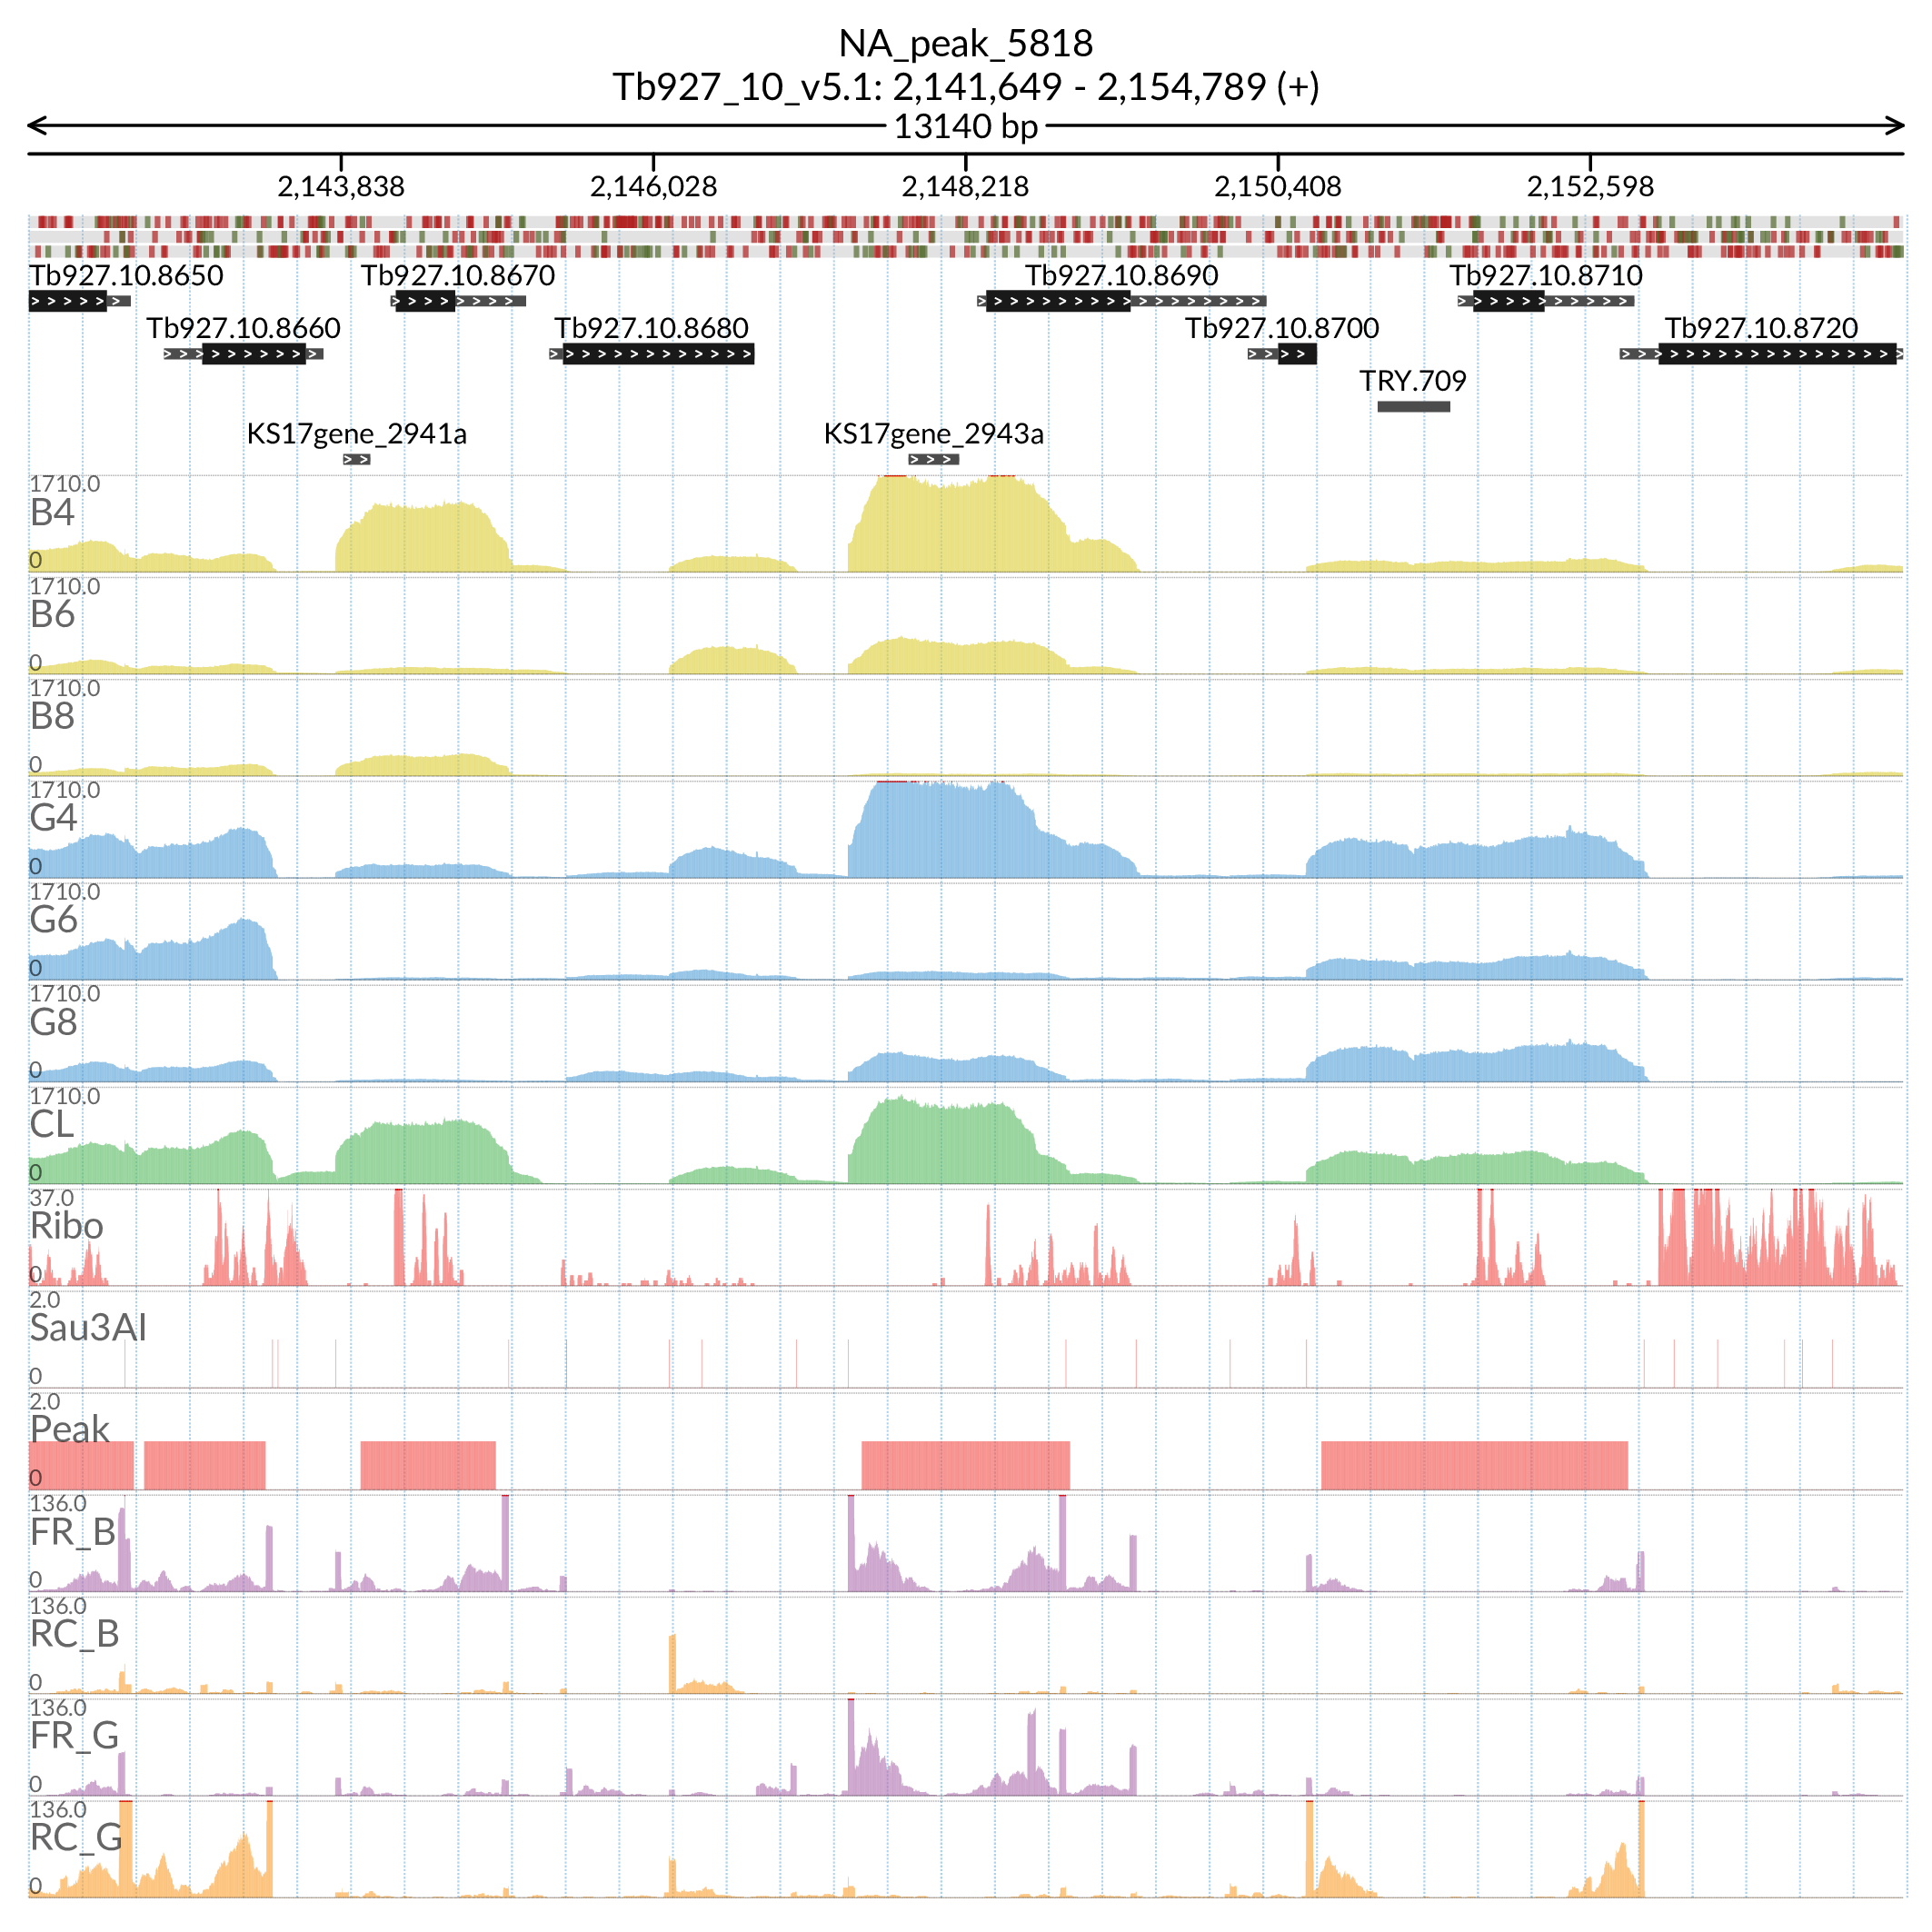 NA_peak_5818
Tb927_10_v5.1: 2,141,649 - 2,154,789 (+)
13140 bp
2,143,838 2,146,028 2,148,218 2,150,408 2,152,598
Tb927.10.8650 Tb927.10.8670 Tb927.10.8690 Tb927.10.8710
Tb927.10.8660 Tb927.10.8680 Tb927.10.8700 Tb927.10.8720
TRY.709
KS17gene_2941a KS17gene_2943a
1710.0
B4
0
1710.0
B6
0
1710.0
B8
0
1710.0
G4
0
1710.0
G6
0
1710.0
G8
0
1710.0
CL
0
37.0
Ribo
0
2.0
Sau3AI
0
2.0
Peak
0
136.0
FR_B
0
136.0
RC_B
0
136.0
FR_G
0
136.0
RC_G
0